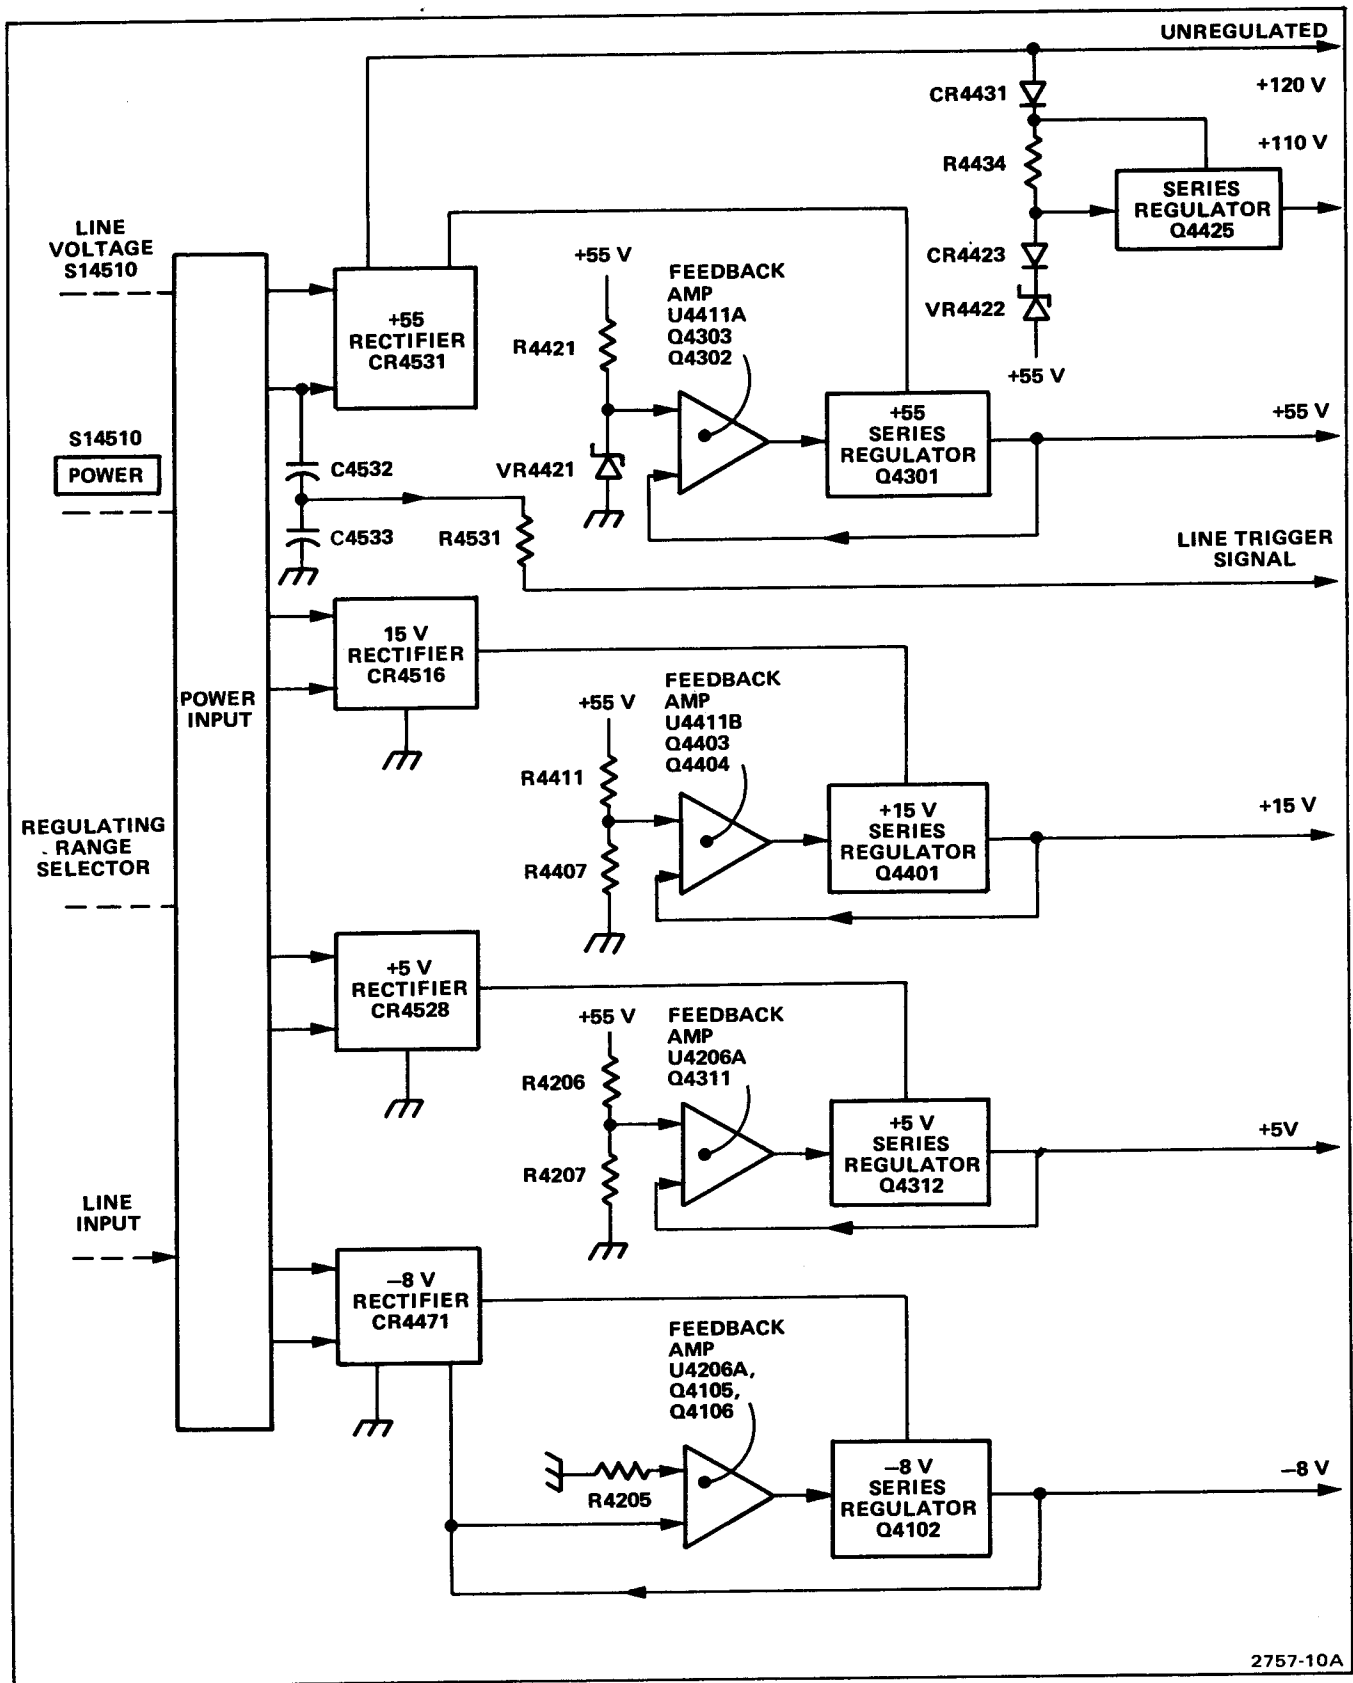 UNREGULATED
CR4431
+120 V
+110 V
R4434
SERIES
REGULATOR
Q4425
LINE
VOLTAGE
S14510
+55 V
FEEDBACK
AMP
U4411A
Q4303
Q4302
CR4423
VR4422
+55 V
+55
RECTIFIER
CR4531
R4421
+55
SERIES
REGULATOR
Q4301
+55 V
S14510
POWER
C4532
VR4421
C4533
R4531
LINE TRIGGER
SIGNAL
15 V
RECTIFIER
CR4516
POWER
INPUT
+55 V
FEEDBACK
AMP
U4411B
Q4403
Q4404
R4411
+15 V
SERIES
REGULATOR
Q4401
+15 V
REGULATING
RANGE
SELECTOR
R4407
+5 V
RECTIFIER
CR4528
+55 V
FEEDBACK
AMP
U4206A
Q4311
R4206
+5 V
SERIES
REGULATOR
Q4312
+5V
R4207
LINE
INPUT
–8 V
RECTIFIER
CR4471
FEEDBACK
AMP
U4206A,
Q4105,
Q4106
R4205
–8 V
SERIES
REGULATOR
Q4102
–8 V
2757-10A